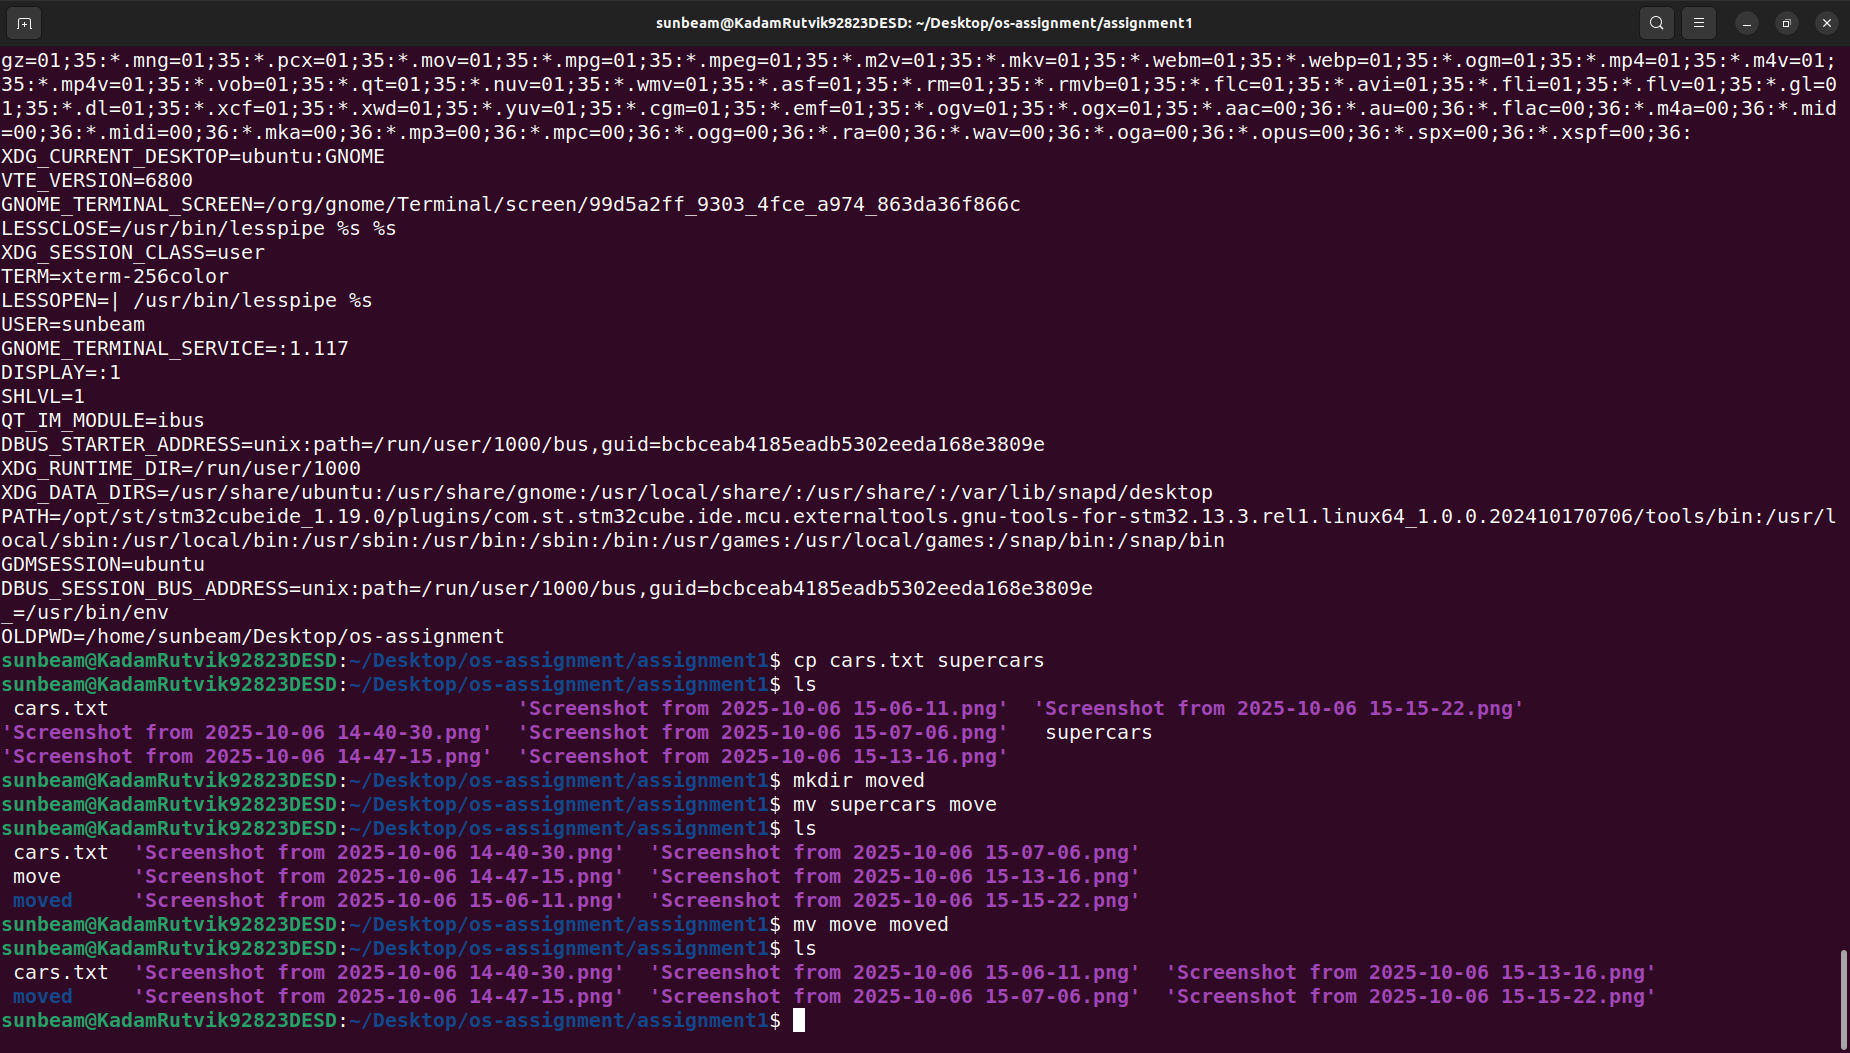 sunbeam@KadamRutvik92823DESD: ~/Desktop/os-assignment/assignment1
gz=01;35:*.mng=01;35:*.pcx=01;35:*.mov=01;35:*.mpg=01;35:*.mpeg=01;35:*.m2v=01;35:*.mkv=01;35:*.webm=01;35:*.webp=01;35:*.ogm=01;35:*.mp4=01;35:*.m4v=01;
35:*.mp4v=01;35:*.vob=01;35:*.qt=01;35:*.nuv=01;35:*.wmv=01;35:*.asf=01;35:*.rm=01;35:*.rmvb=01;35:*.flc=01;35:*.avi=01;35:*.fli=01;35:*.flv=01;35:*.gl=0
1;35:*.dl=01;35:*.xcf=01;35:*.xwd=01;35:*.yuv=01;35:*.cgm=01;35:*.emf=01;35:*.ogv=01;35:*.ogx=01;35:*.aac=00;36:*.au=00;36:*.flac=00;36:*.m4a=00;36:*.mid
=00;36:*.midi=00;36:*.mka=00;36:*.mp3=00;36:*.mpc=00;36:*.ogg=00;36:*.ra=00;36:*.wav=00;36:*.oga=00;36:*.opus=00;36:*.spx=00;36:*.xspf=00;36:
XDG_CURRENT_DESKTOP=ubuntu:GNOME
VTE_VERSION=6800
GNOME_TERMINAL_SCREEN=/org/gnome/Terminal/screen/99d5a2ff_9303_4fce_a974_863da36f866c
LESSCLOSE=/usr/bin/lesspipe %s %s
XDG_SESSION_CLASS=user
TERM=xterm-256color
LESSOPEN=| /usr/bin/lesspipe %s
USER=sunbeam
GNOME_TERMINAL_SERVICE=:1.117
DISPLAY=:1
SHLVL=1
QT_IM_MODULE=ibus
DBUS_STARTER_ADDRESS=unix:path=/run/user/1000/bus,guid=bcbceab4185eadb5302eeda168e3809e
XDG_RUNTIME_DIR=/run/user/1000
XDG_DATA_DIRS=/usr/share/ubuntu:/usr/share/gnome:/usr/local/share/:/usr/share/:/var/lib/snapd/desktop
PATH=/opt/st/stm32cubeide_1.19.0/plugins/com.st.stm32cube.ide.mcu.externaltools.gnu-tools-for-stm32.13.3.rel1.linux64_1.0.0.202410170706/tools/bin:/usr/l
ocal/sbin:/usr/local/bin:/usr/sbin:/usr/bin:/sbin:/bin:/usr/games:/usr/local/games:/snap/bin:/snap/bin
GDMSESSION=ubuntu
DBUS_SESSION_BUS_ADDRESS=unix:path=/run/user/1000/bus,guid=bcbceab4185eadb5302eeda168e3809e
_=/usr/bin/env
OLDPWD=/home/sunbeam/Desktop/os-assignment
sunbeam@KadamRutvik92823DESD:~/Desktop/os-assignment/assignment1$ cp cars.txt supercars
sunbeam@KadamRutvik92823DESD:~/Desktop/os-assignment/assignment1$ ls
cars.txt 'Screenshot from 2025-10-06 15-06-11.png' 'Screenshot from 2025-10-06 15-15-22.png'
'Screenshot from 2025-10-06 14-40-30.png' 'Screenshot from 2025-10-06 15-07-06.png' supercars
'Screenshot from 2025-10-06 14-47-15.png' 'Screenshot from 2025-10-06 15-13-16.png'
sunbeam@KadamRutvik92823DESD:~/Desktop/os-assignment/assignment1$ mkdir moved
sunbeam@KadamRutvik92823DESD:~/Desktop/os-assignment/assignment1$ mv supercars move
sunbeam@KadamRutvik92823DESD:~/Desktop/os-assignment/assignment1$ ls
cars.txt 'Screenshot from 2025-10-06 14-40-30.png' 'Screenshot from 2025-10-06 15-07-06.png'
move 'Screenshot from 2025-10-06 14-47-15.png' 'Screenshot from 2025-10-06 15-13-16.png'
moved 'Screenshot from 2025-10-06 15-06-11.png' 'Screenshot from 2025-10-06 15-15-22.png'
sunbeam@KadamRutvik92823DESD:~/Desktop/os-assignment/assignment1$ mv move moved
sunbeam@KadamRutvik92823DESD:~/Desktop/os-assignment/assignment1$ ls
cars.txt 'Screenshot from 2025-10-06 14-40-30.png' 'Screenshot from 2025-10-06 15-06-11.png' 'Screenshot from 2025-10-06 15-13-16.png'
moved 'Screenshot from 2025-10-06 14-47-15.png' 'Screenshot from 2025-10-06 15-07-06.png' 'Screenshot from 2025-10-06 15-15-22.png'
sunbeam@KadamRutvik92823DESD:~/Desktop/os-assignment/assignment1$